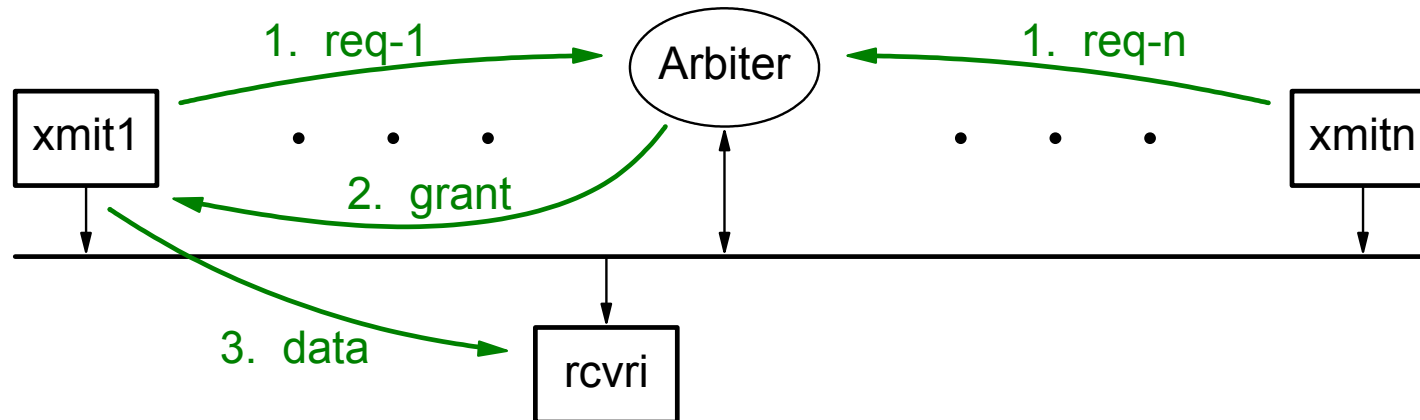 1. req-1
Arbiter
1. req-n
xmit1
xmitn
2. grant
3. data
rcvri